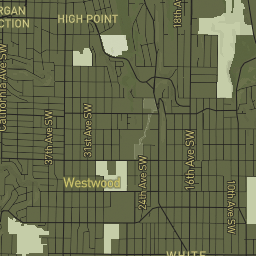 RGAN
CTION
HIGH POINT
18th Av
California Ave SW
37th Ave SW
31st Ave SW
24th Ave SW
16th Ave SW
10th Ave SW
Westwood
WHITE